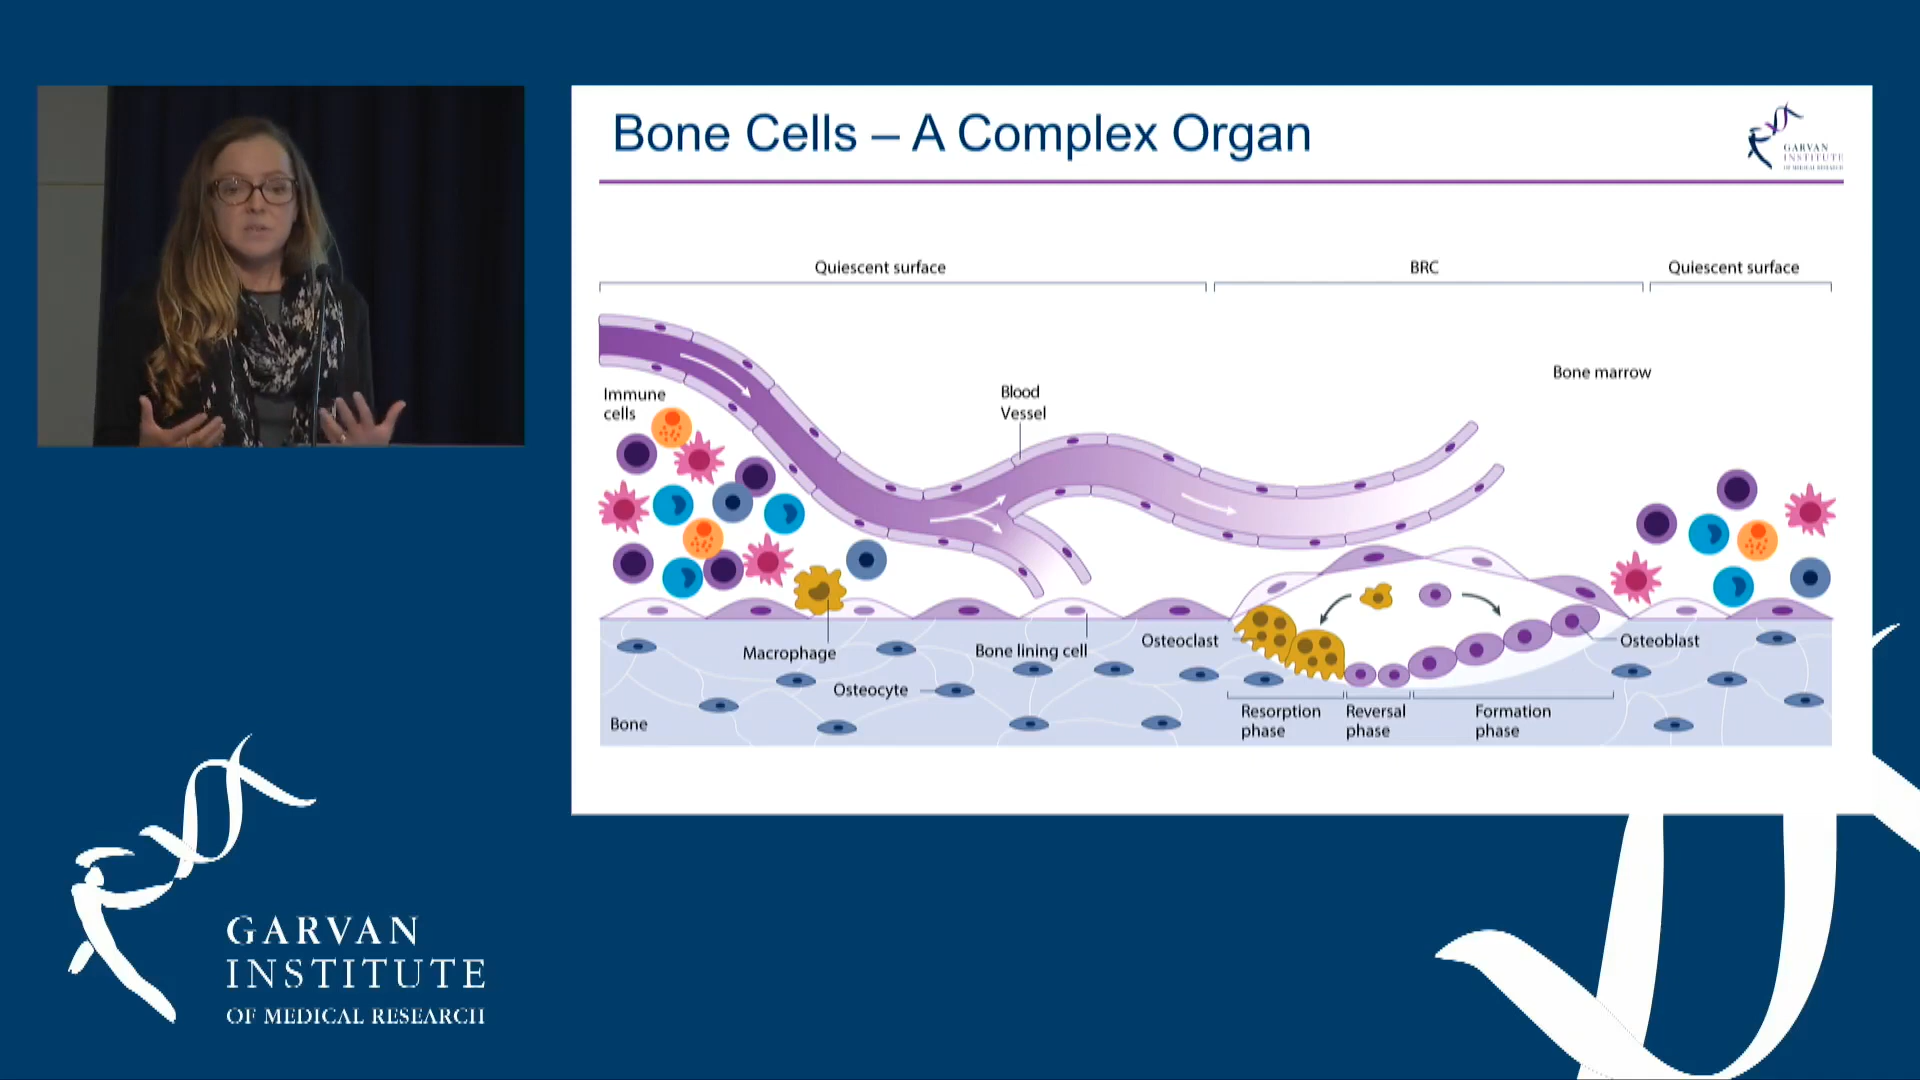 Bone Cells – A Complex Organ
GARVAN
INSTITUTE
OF MEDICAL RESEARCH
Quiescent surface
BRC
Quiescent surface
Bone marrow
Immune
cells
Blood
Vessel
Macrophage
Bone lining cell
Osteoclast
Osteoblast
Osteocyte
Bone
Resorption
phase
Reversal
phase
Formation
phase
GARVAN
INSTITUTE
OF MEDICAL RESEARCH